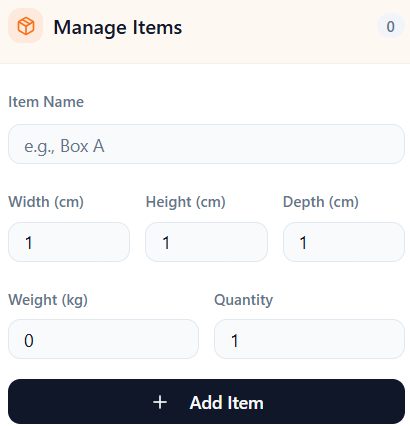 Manage Items 0
Item Name
e.g., Box A
Width (cm) Height (cm) Depth (cm)
1 1 1
Weight (kg) Quantity
0 1
+ Add Item